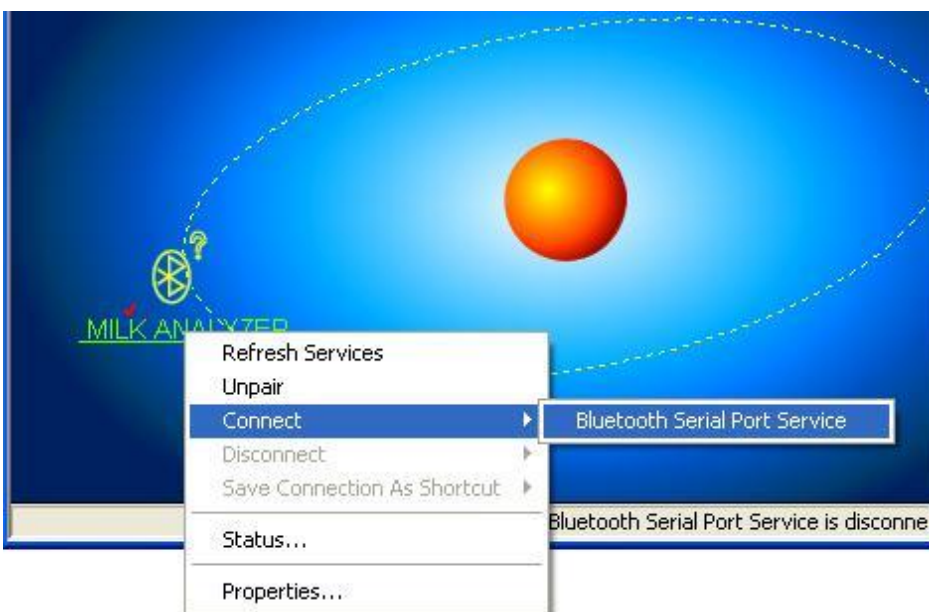 MILK ANALYZER
Refresh Services
Unpair
Connect
Bluetooth Serial Port Service
Disconnect
Save Connection As Shortcut
Bluetooth Serial Port Service is disconne
Status...
Properties...